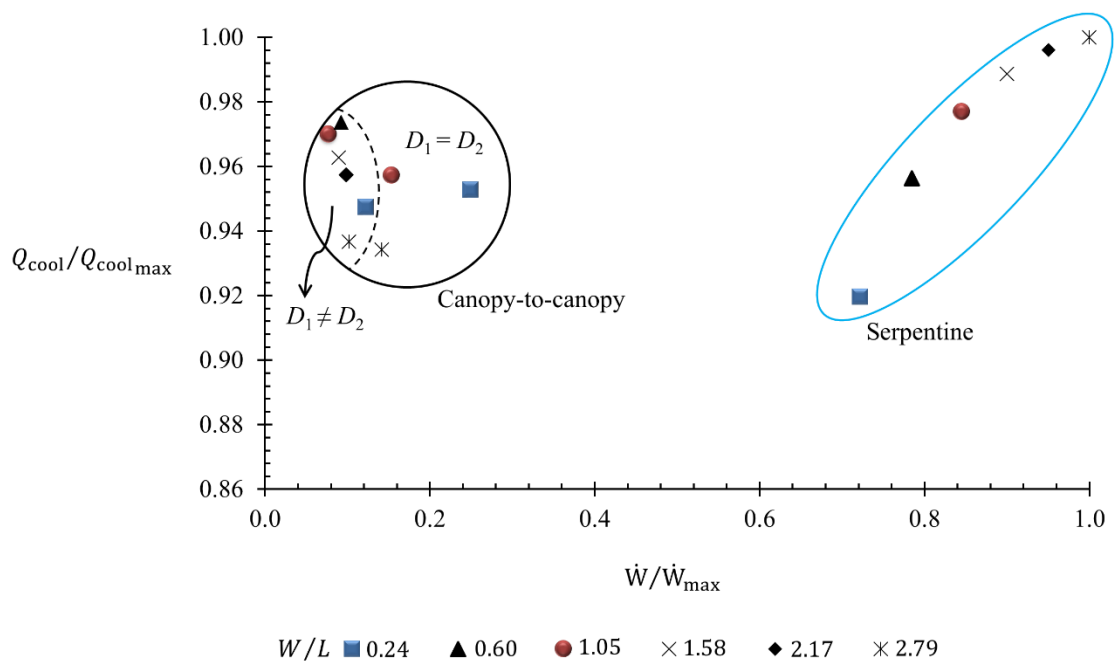 1.00
0.98
0.96
0.94
0.92
0.90
0.88
0.86
Q_cool/Q_cool_max
D₁ = D₂
D₁ ≠ D₂
Canopy-to-canopy
Serpentine
0.0 0.2 0.4 0.6 0.8 1.0
Ẇ/Ẇ_max
W/L 0.24 0.60 1.05 1.58 2.17 2.79